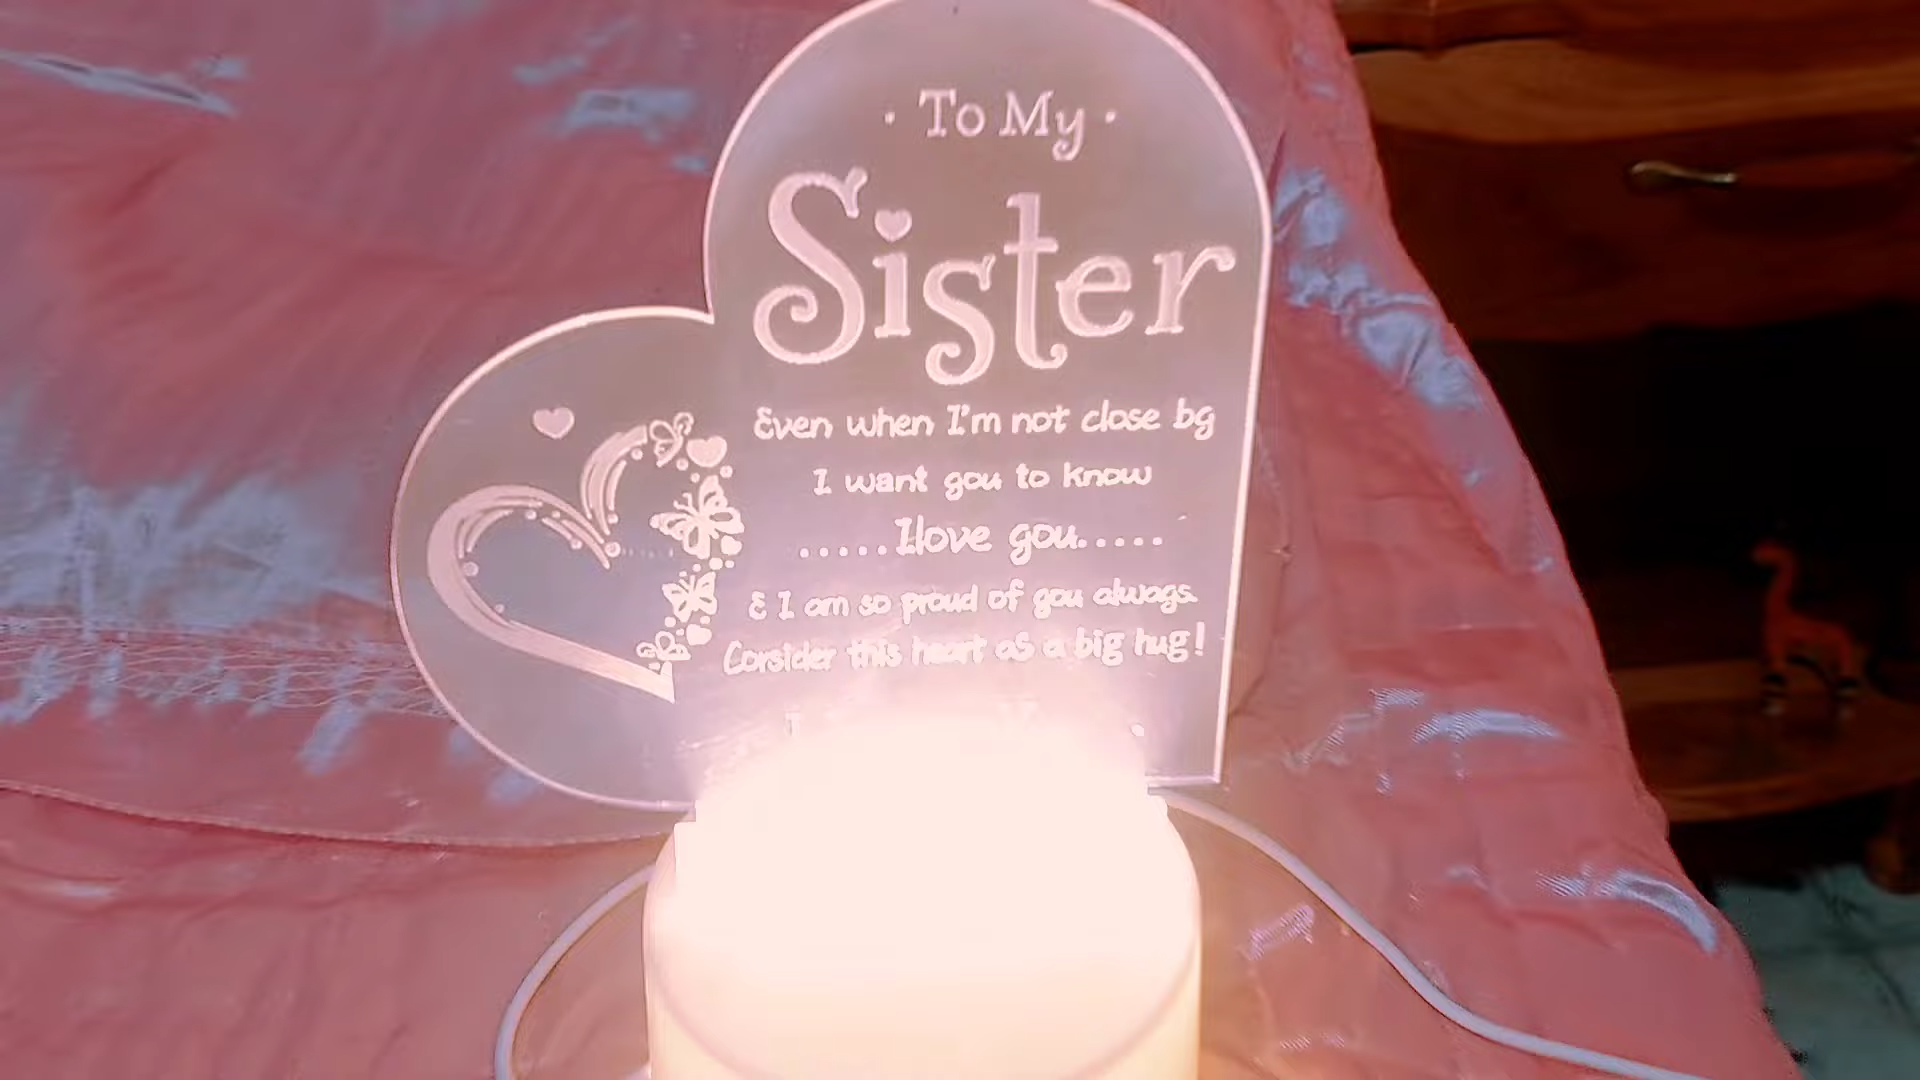 · To My ·
Sister
Even when I'm not close by
I want you to know
.....I love you.....
& I am so proud of you always.
Consider this heart as a big hug!